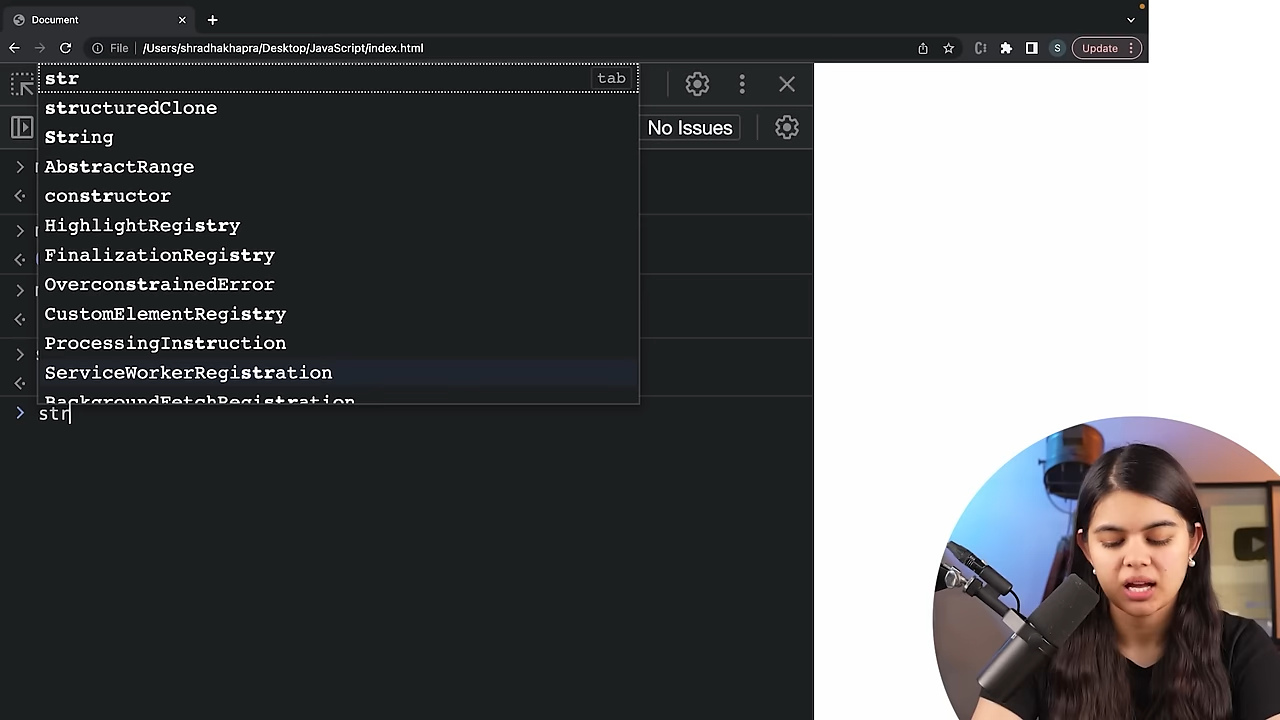 Document
File
/Users/shradhakhapra/Desktop/JavaScript/index.html
S
Update
str
tab
structuredClone
String
AbstractRange
constructor
HighlightRegistry
FinalizationRegistry
OverconstrainedError
CustomElementRegistry
ProcessingInstruction
ServiceWorkerRegistration
BackgroundFetchRegistration
No Issues
str